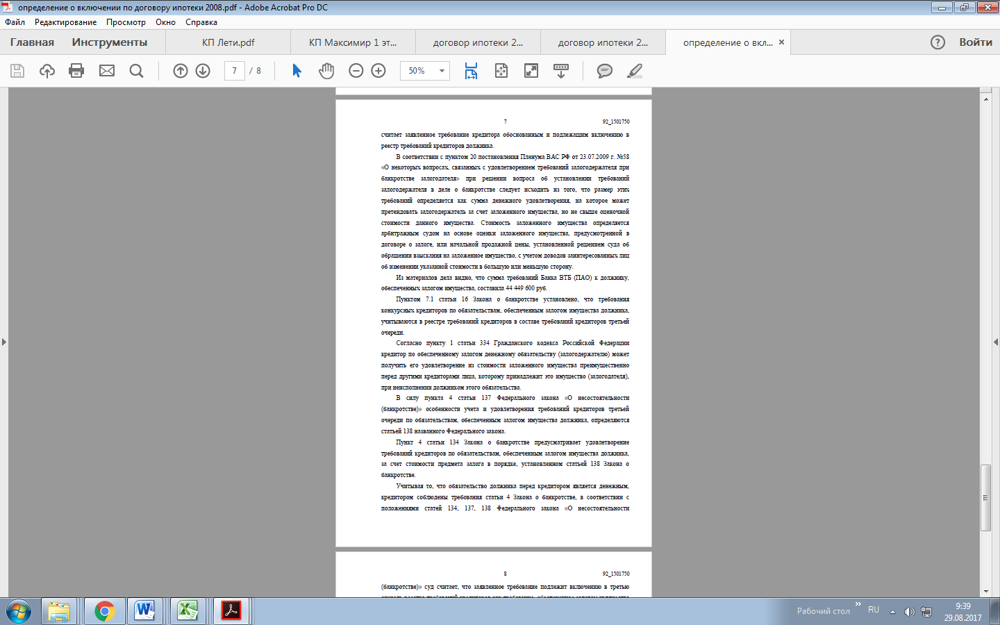 определение о включении по договору ипотеки 2008.pdf - Adobe Acrobat Pro DC
Файл Редактирование Просмотр Окно Справка
Главная Инструменты КП Лети.pdf КП Максимир 1 эт... договор ипотеки 2... договор ипотеки 2... определение о вкл... × ? Войти
7 / 8 50%
7 92_1501750
считает заявленное требование кредитора обоснованным и подлежащим включению в
реестр требований кредиторов должника.
В соответствии с пунктом 20 постановления Пленума ВАС РФ от 23.07.2009 г. №58
«О некоторых вопросах, связанных с удовлетворением требований залогодержателя при
банкротстве залогодателя» при решении вопроса об установлении требований
залогодержателя в деле о банкротстве следует исходить из того, что размер этих
требований определяется как сумма денежного удовлетворения, на которое может
претендовать залогодержатель за счет заложенного имущества, но не свыше оценочной
стоимости данного имущества. Стоимость заложенного имущества определяется
арбитражным судом на основе оценки заложенного имущества, предусмотренной в
договоре о залоге, или начальной продажной цены, установленной решением суда об
обращении взыскания на заложенное имущество, с учетом доводов заинтересованных лиц
об изменении указанной стоимости в большую или меньшую сторону.
Из материалов дела видно, что сумма требований Банка ВТБ (ПАО) к должнику,
обеспеченных залогом имущества, составила 44 449 600 руб.
Пунктом 7.1 статьи 16 Закона о банкротстве установлено, что требования
конкурсных кредиторов по обязательствам, обеспеченным залогом имущества должника,
учитываются в реестре требований кредиторов в составе требований кредиторов третьей
очереди.
Согласно пункту 1 статьи 334 Гражданского кодекса Российской Федерации
кредитор по обеспеченному залогом денежному обязательству (залогодержателю) может
получить его удовлетворение из стоимости заложенного имущества преимущественно
перед другими кредиторами лица, которому принадлежит это имущество (залогодателя),
при неисполнении должником этого обязательства.
В силу пункта 4 статьи 137 Федерального закона «О несостоятельности
(банкротстве)» особенности учета и удовлетворения требований кредиторов третьей
очереди по обязательствам, обеспеченным залогом имущества должника, определяются
статьей 138 названного Федерального закона.
Пункт 4 статьи 134 Закона о банкротстве предусматривает удовлетворение
требований кредиторов по обязательствам, обеспеченным залогом имущества должника,
за счет стоимости предмета залога в порядке, установленном статьей 138 Закона о
банкротстве.
Учитывая то, что обязательство должника перед кредитором является денежным,
кредитором соблюдены требования статьи 4 Закона о банкротстве, в соответствии с
положениями статей 134, 137, 138 Федерального закона «О несостоятельности
8 92_1501750
(банкротстве)» суд считает, что заявленное требование подлежит включению в третью
Рабочий стол » RU 9:39
29.08.2017